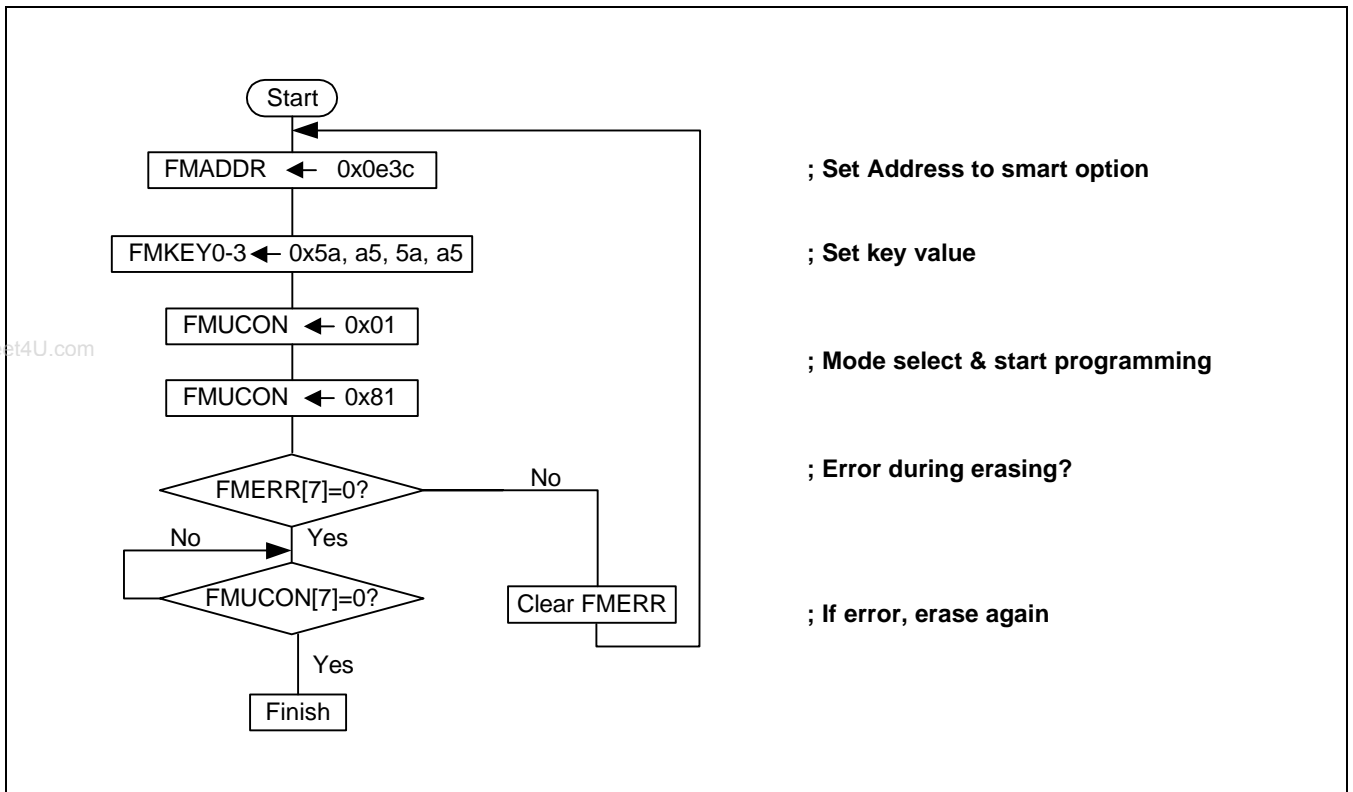 Start
FMADDR ← 0x0e3c
; Set Address to smart option
FMKEY0-3 ← 0x5a, a5, 5a, a5
; Set key value
FMUCON ← 0x01
et4U.com
; Mode select & start programming
FMUCON ← 0x81
; Error during erasing?
FMERR[7]=0?
No
No
Yes
FMUCON[7]=0?
Clear FMERR
; If error, erase again
Yes
Finish